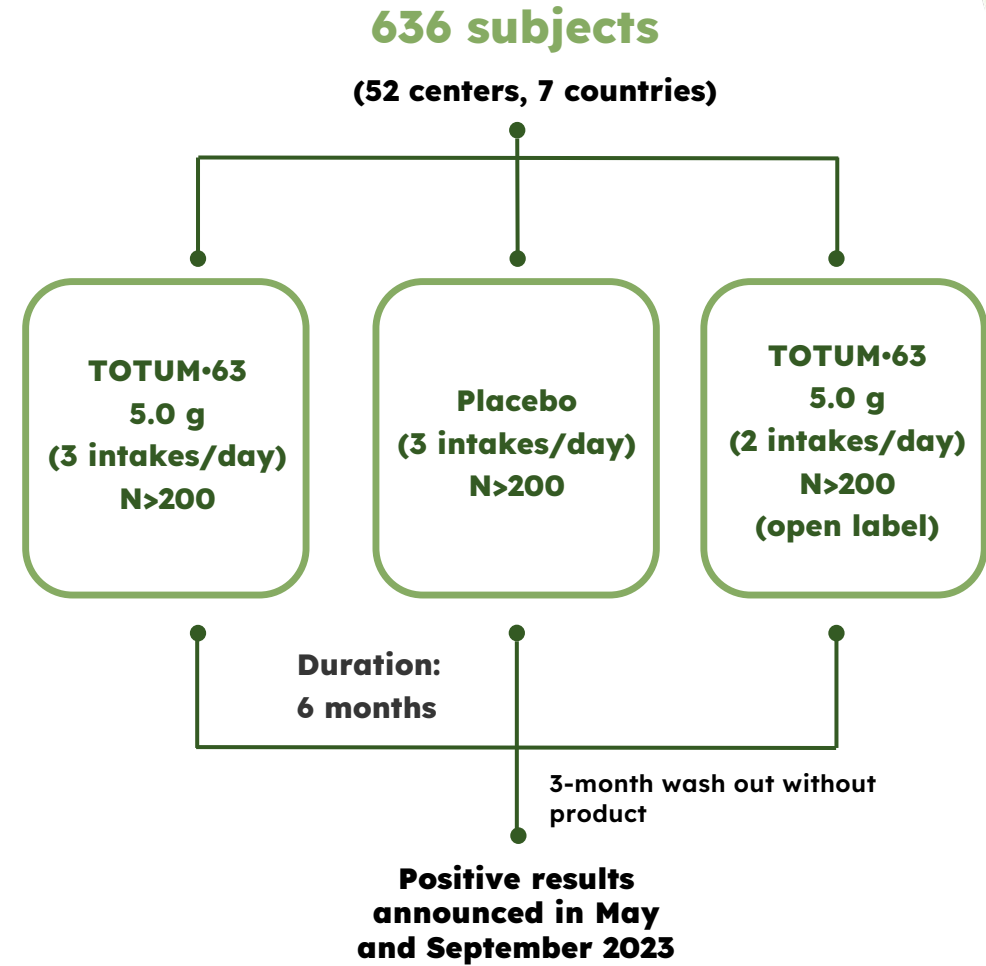 636 subjects
(52 centers, 7 countries)
TOTUM•63
5.0 g
(3 intakes/day)
N>200
Placebo
(3 intakes/day)
N>200
TOTUM•63
5.0 g
(2 intakes/day)
N>200
(open label)
Duration:
6 months
3-month wash out without
product
Positive results
announced in May
and September 2023